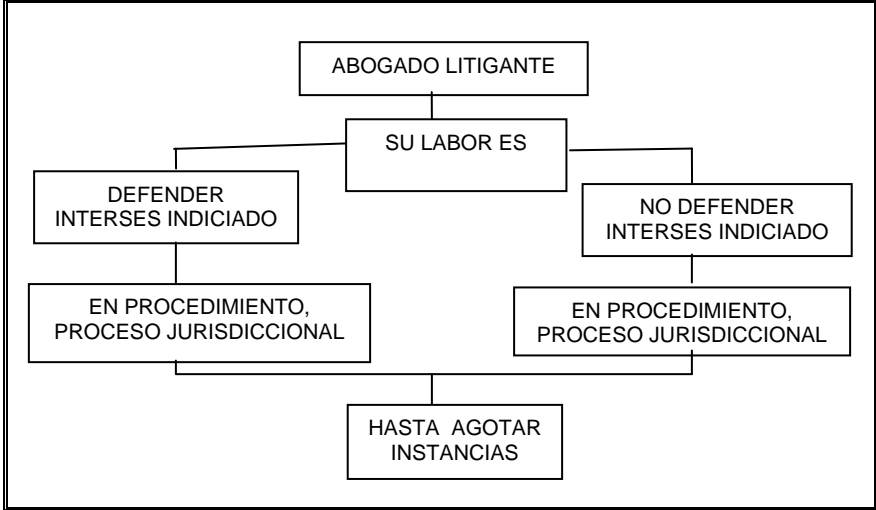 ABOGADO LITIGANTE
SU LABOR ES
DEFENDER
INTERSES INDICIADO
NO DEFENDER
INTERSES INDICIADO
EN PROCEDIMIENTO,
PROCESO JURISDICCIONAL
EN PROCEDIMIENTO,
PROCESO JURISDICCIONAL
HASTA AGOTAR
INSTANCIAS